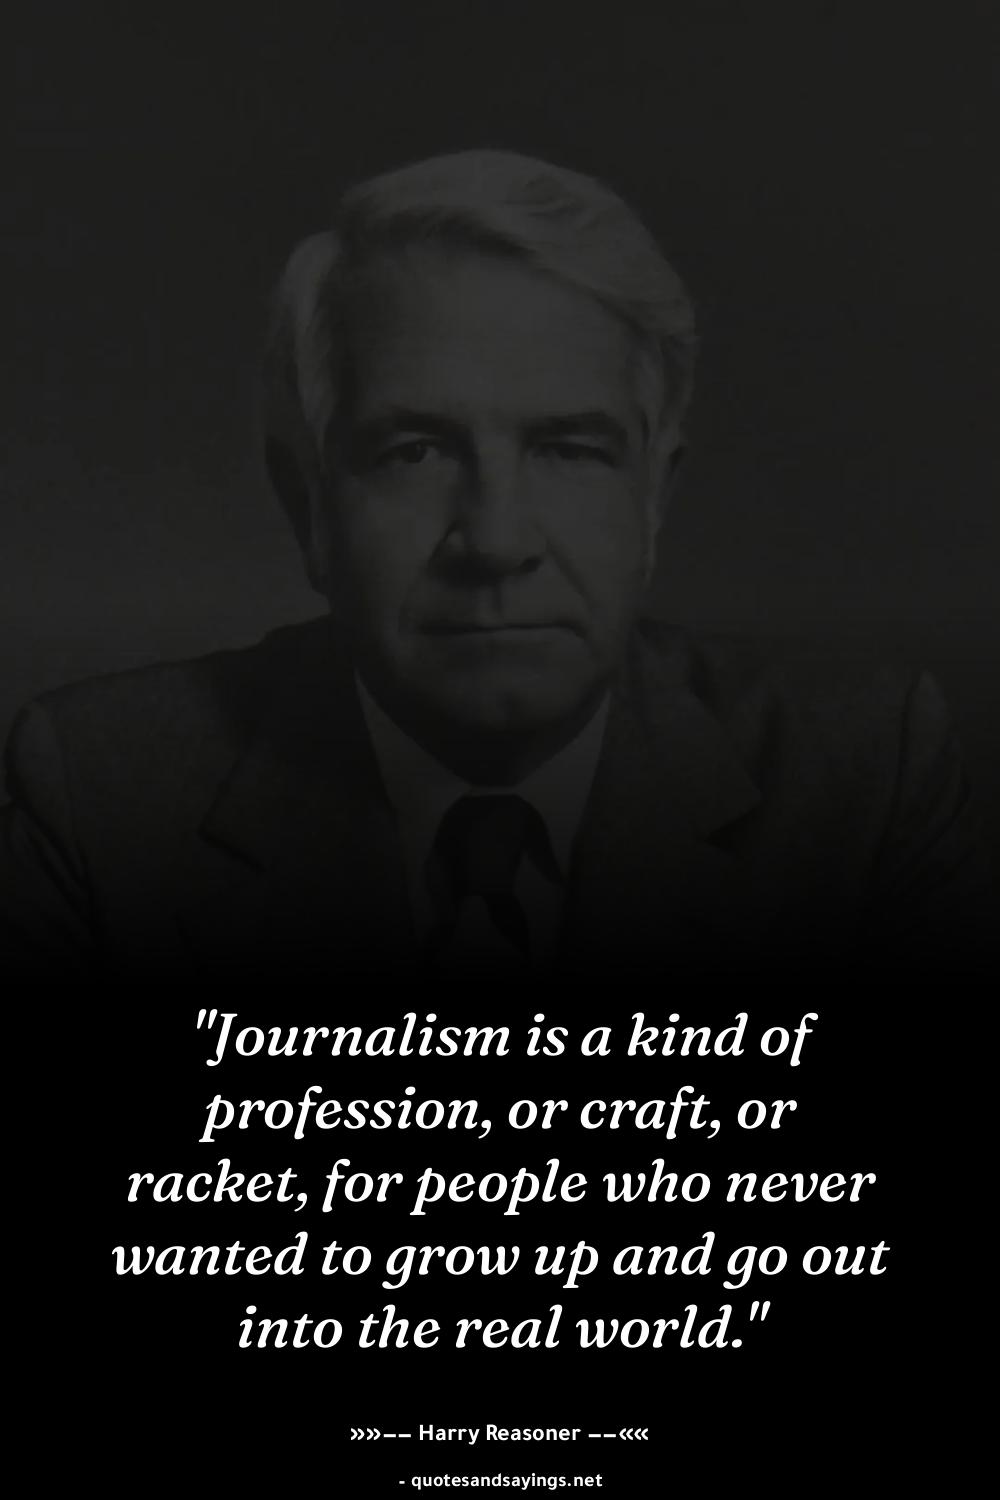 "Journalism is a kind of
profession, or craft, or
racket, for people who never
wanted to grow up and go out
into the real world."
»»−− Harry Reasoner −−««
- quotesandsayings.net